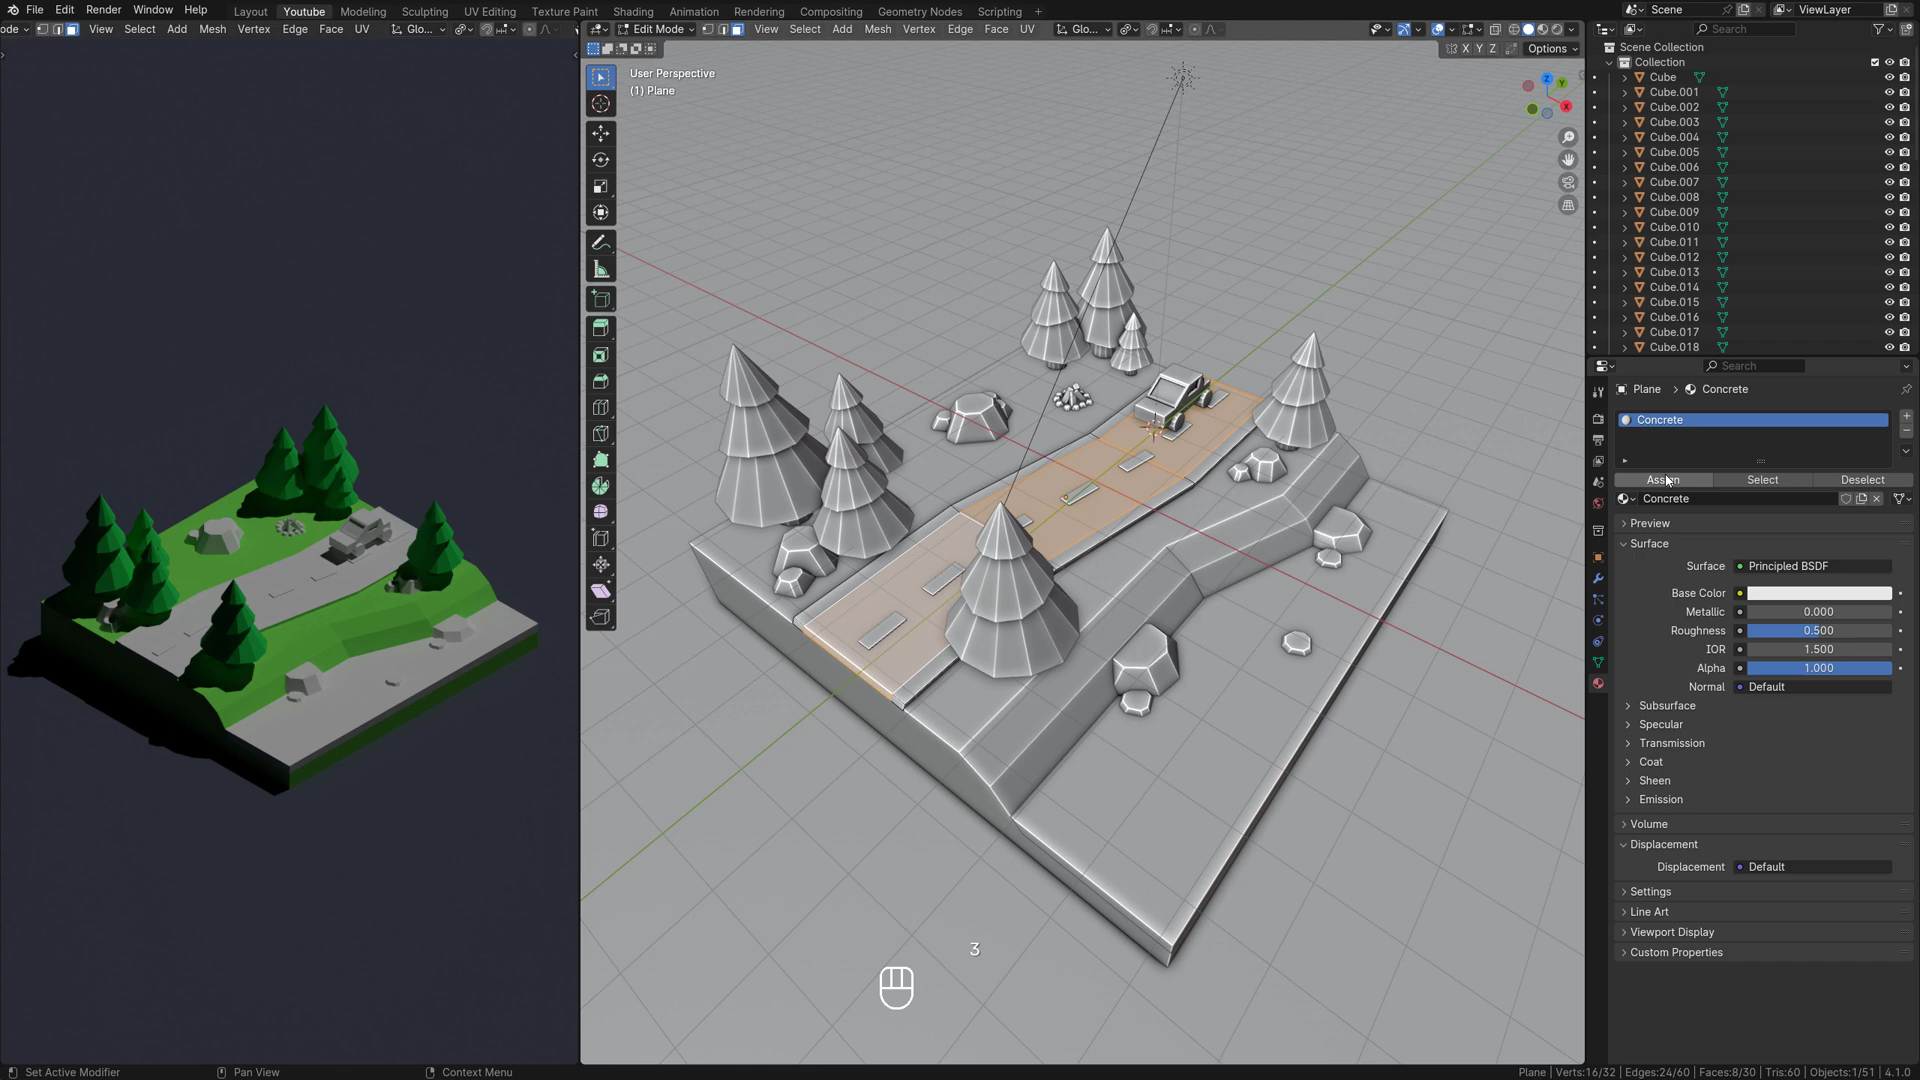 File Edit Render Window Help
Layout Youtube Modeling Sculpting UV Editing Texture Paint Shading Animation Rendering Compositing Geometry Nodes Scripting +
Scene
ViewLayer
ode View Select Add Mesh Vertex Edge Face UV Glo...
Edit Mode View Select Add Mesh Vertex Edge Face UV Glo...
X Y Z Options
User Perspective
(1) Plane
Z
Y
X
3
Search
Scene Collection
Collection
Cube
Cube.001
Cube.002
Cube.003
Cube.004
Cube.005
Cube.006
Cube.007
Cube.008
Cube.009
Cube.010
Cube.011
Cube.012
Cube.013
Cube.014
Cube.015
Cube.016
Cube.017
Cube.018
Search
Plane > Concrete
Concrete
Assign Select Deselect
Concrete
Preview
Surface
Surface Principled BSDF
Base Color
Metallic 0.000
Roughness 0.500
IOR 1.500
Alpha 1.000
Normal Default
Subsurface
Specular
Transmission
Coat
Sheen
Emission
Volume
Displacement
Displacement Default
Settings
Line Art
Viewport Display
Custom Properties
Set Active Modifier Pan View Context Menu
Plane | Verts:16/32 | Edges:24/60 | Faces:8/30 | Tris:60 | Objects:1/51 | 4.1.0